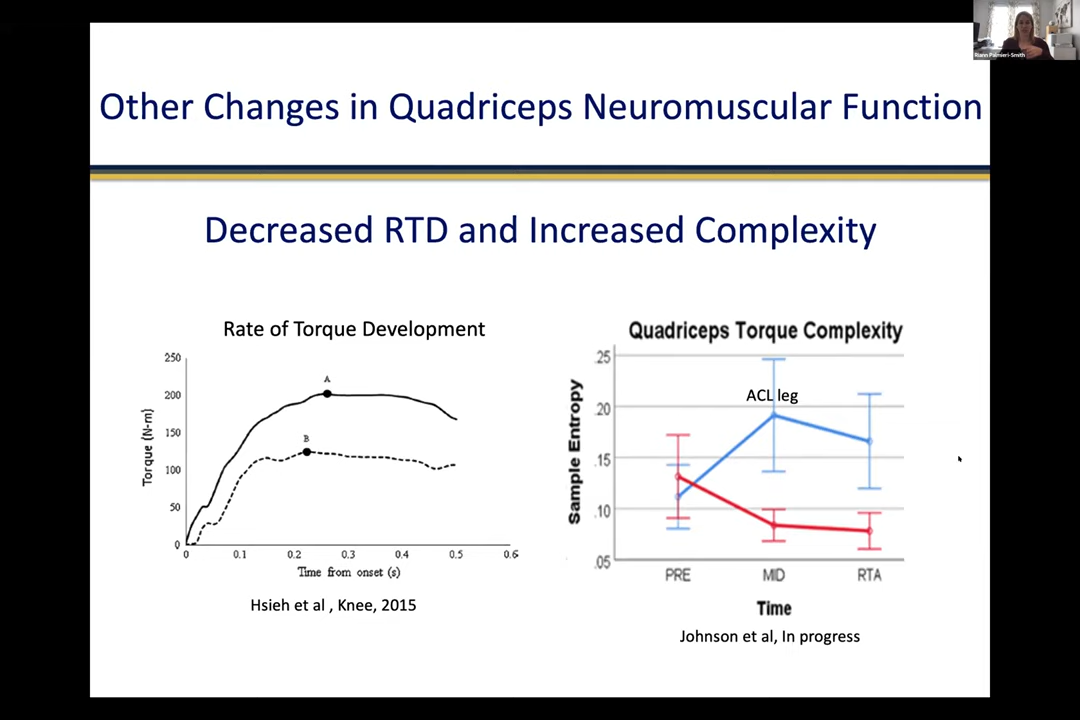 Riann Palmieri-Smith
Other Changes in Quadriceps Neuromuscular Function
Decreased RTD and Increased Complexity
Rate of Torque Development
250
200
150
100
50
0
Torque (N-m)
A
B
0 0.1 0.2 0.3 0.4 0.5 0.6
Time from onset (s)
Hsieh et al , Knee, 2015
Quadriceps Torque Complexity
.25
.20
.15
.10
.05
Sample Entropy
ACL leg
PRE MID RTA
Time
Johnson et al, In progress